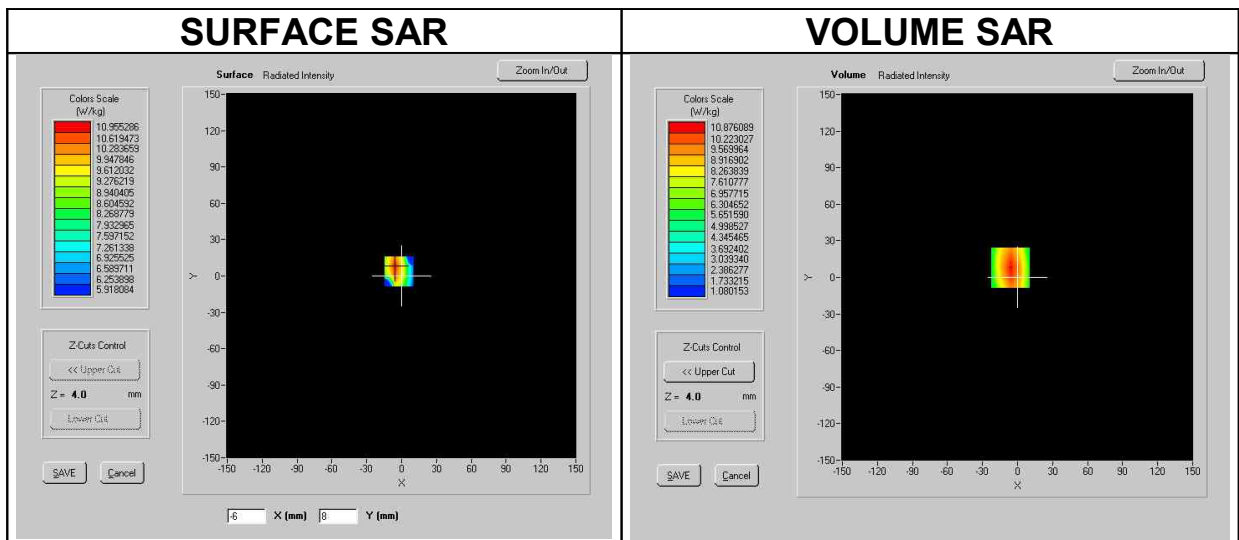 SURFACE SAR
VOLUME SAR
Surface Radiated Intensity
Zoom In/Out
Colors Scale
(W/kg)
10.955286
10.619473
10.283659
9.947846
9.612032
9.276219
8.940405
8.604592
8.268779
7.932965
7.597152
7.261338
6.925525
6.589711
6.253898
5.918084
150
120
90
60
30
0
-30
-60
-90
-120
-150
Y
-150 -120 -90 -60 -30 0 30 60 90 120 150
X
Z-Cuts Control
<< Upper Cut
Z = 4.0 mm
Lower Cut
SAVE Cancel
-6 X (mm) 8 Y (mm)
Volume Radiated Intensity
Zoom In/Out
Colors Scale
(W/kg)
10.876089
10.223027
9.569964
8.916902
8.263839
7.610777
6.957715
6.304652
5.651590
4.998527
4.345465
3.692402
3.039340
2.386277
1.733215
1.080153
150
120
90
60
30
0
-30
-60
-90
-120
-150
Y
-150 -120 -90 -60 -30 0 30 60 90 120 150
X
Z-Cuts Control
<< Upper Cut
Z = 4.0 mm
Lower Cut
SAVE Cancel